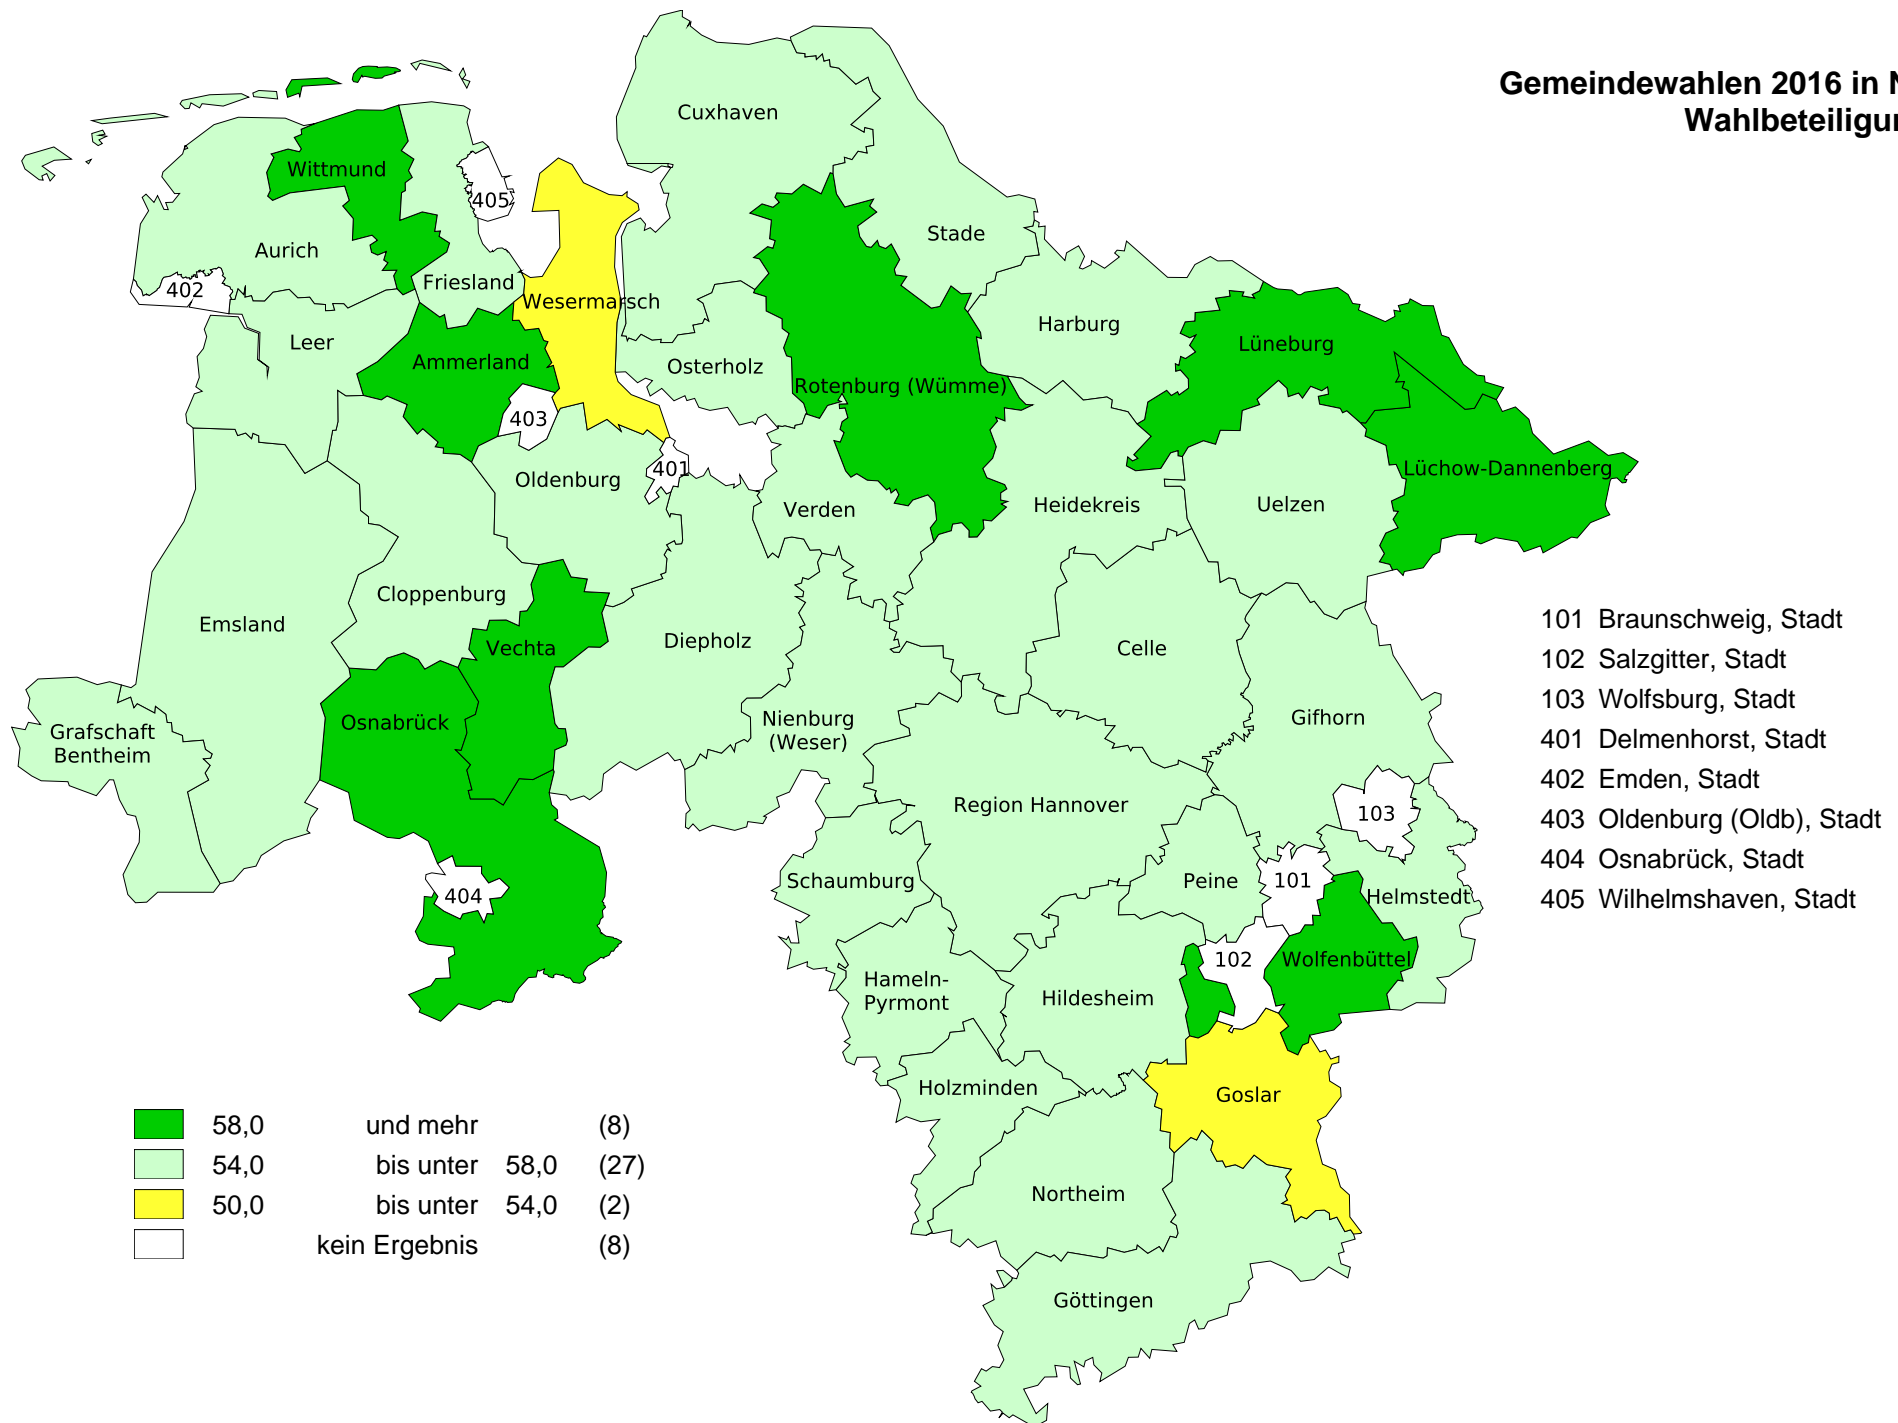 Gemeindewahlen 2016 in
Cuxhaven
Wittmund
405
Stade
Aurich
Friesland
402
Wesermarsch
Harburg
Leer
Lüneburg
Ammerland
Osterholz
Rotenburg (Wümme)
403
401
Lüchow-Dannenberg
Oldenburg
Verden
Heidekreis
Uelzen
Cloppenburg
Emsland
Vechta
Diepholz
Celle
Osnabrück
Grafschaft
Bentheim
Nienburg
(Weser)
Gifhorn
Region Hannover
103
Schaumburg
Peine
101
Helmstedt
404
Wolfenbüttel
102
Hameln-
Pyrmont
Hildesheim
Holzminden
Goslar
Northeim
Göttingen
101 Braunschweig, Stadt
102 Salzgitter, Stadt
103 Wolfsburg, Stadt
401 Delmenhorst, Stadt
402 Emden, Stadt
403 Oldenburg (Oldb), Stadt
404 Osnabrück, Stadt
405 Wilhelmshaven, Stadt
58,0 und mehr (8)
54,0 bis unter 58,0 (27)
50,0 bis unter 54,0 (2)
kein Ergebnis (8)